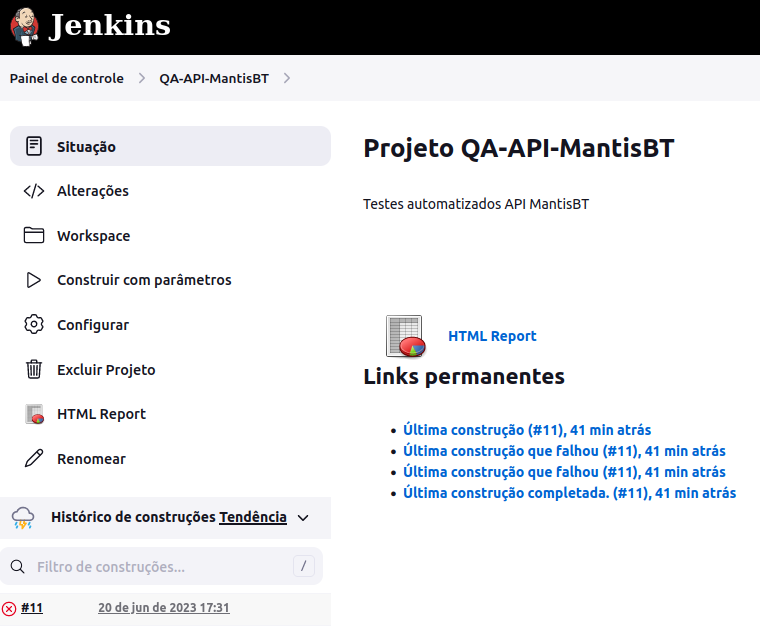 Jenkins
Painel de controle
QA-API-MantisBT
Situação
Alterações
Workspace
Construir com parâmetros
Configurar
Excluir Projeto
HTML Report
Renomear
Histórico de construções Tendência
Filtro de construções... /
#11 20 de jun de 2023 17:31
Projeto QA-API-MantisBT
Testes automatizados API MantisBT
HTML Report
Links permanentes
Última construção (#11), 41 min atrás
Última construção que falhou (#11), 41 min atrás
Última construção que falhou (#11), 41 min atrás
Última construção completada. (#11), 41 min atrás